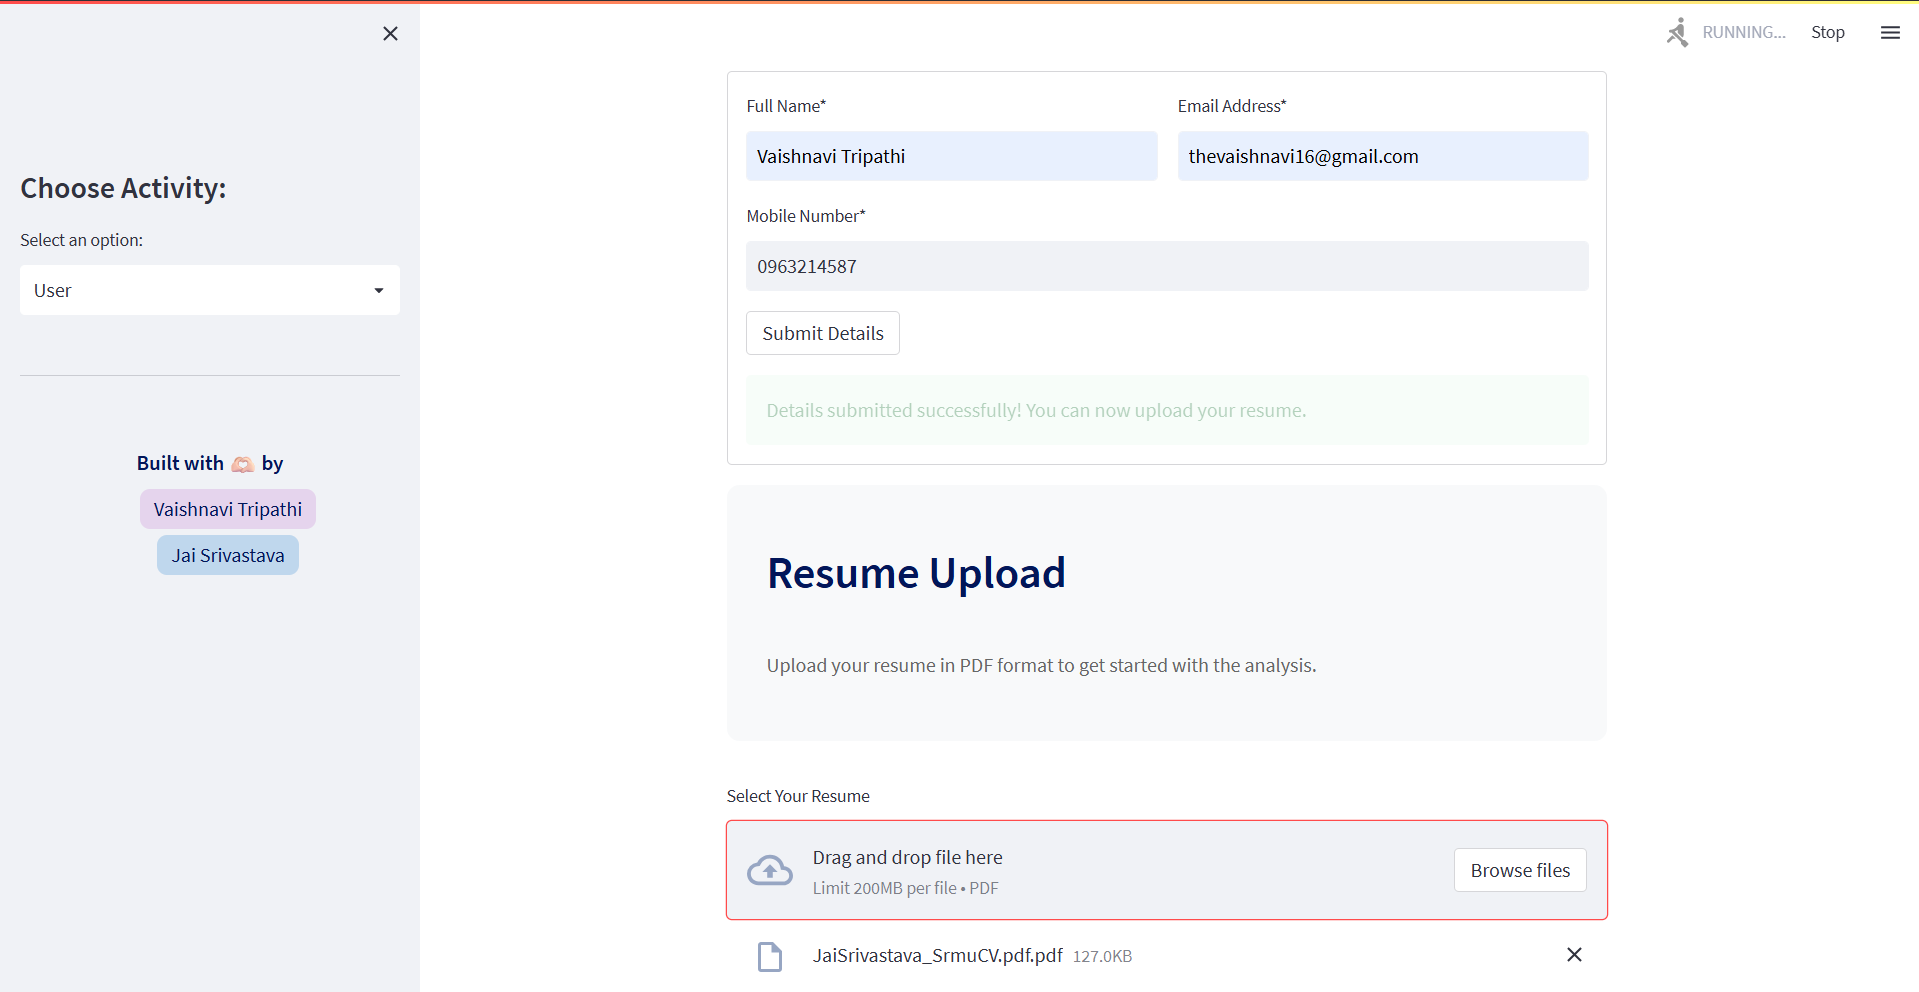 RUNNING...
Stop
Choose Activity:
Select an option:
User
Built with 🫶🏻 by
Vaishnavi Tripathi
Jai Srivastava
Full Name*
Email Address*
Vaishnavi Tripathi
thevaishnavi16@gmail.com
Mobile Number*
0963214587
Submit Details
Details submitted successfully! You can now upload your resume.
Resume Upload
Upload your resume in PDF format to get started with the analysis.
Select Your Resume
Drag and drop file here
Limit 200MB per file • PDF
Browse files
JaiSrivastava_SrmuCV.pdf.pdf 127.0KB